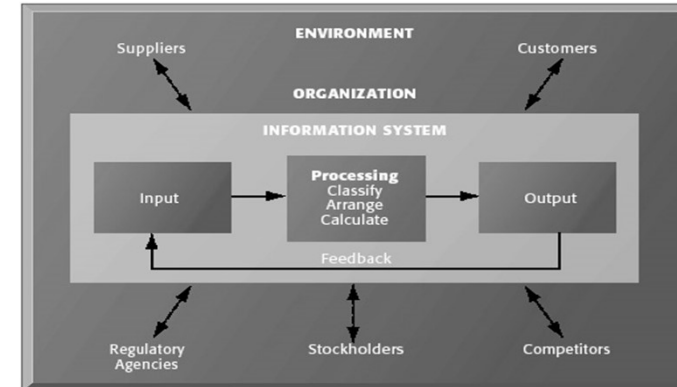 ENVIRONMENT
Suppliers
Customers
ORGANIZATION
INFORMATION SYSTEM
Input
Processing
Classify
Arrange
Calculate
Output
Feedback
Regulatory
Agencies
Stockholders
Competitors